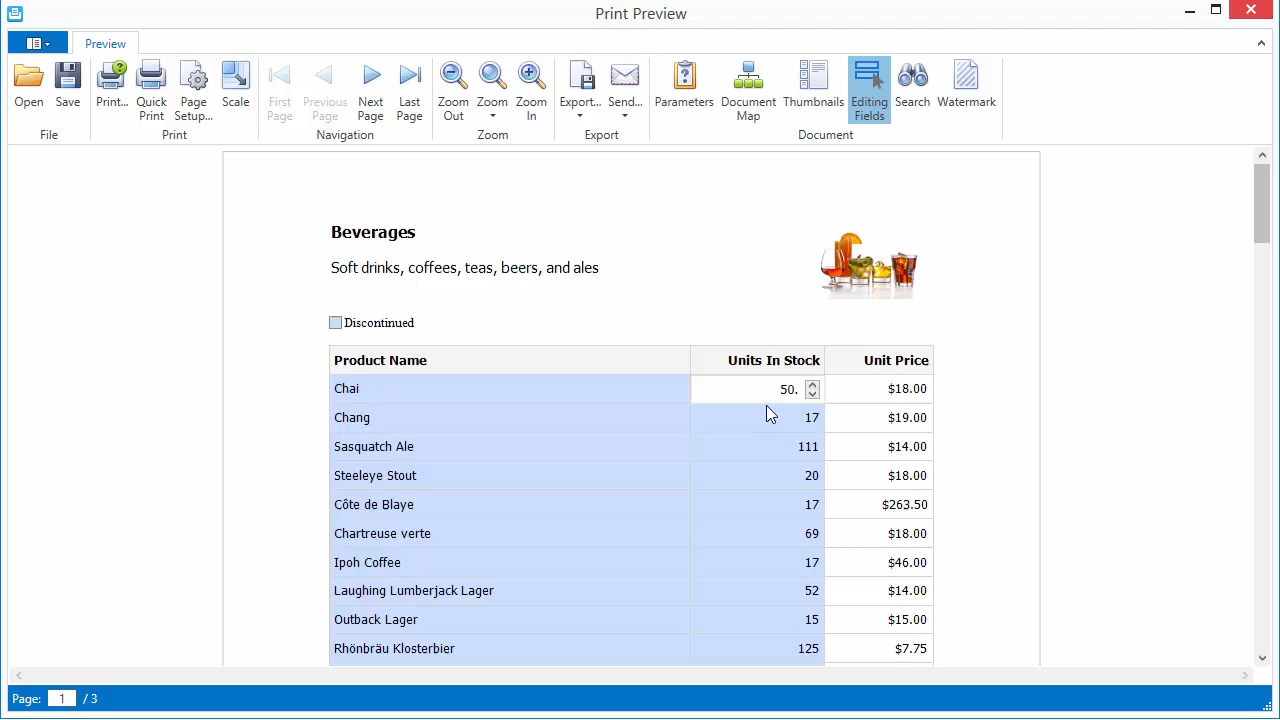 Print Preview
Preview
Open
Save
Print...
Quick Print
Page Setup...
Scale
First Page
Previous Page
Next Page
Last Page
Zoom Out
Zoom
Zoom In
Export...
Send...
Parameters
Document Map
Thumbnails
Editing Fields
Search
Watermark
File
Print
Navigation
Zoom
Export
Document
Beverages
Soft drinks, coffees, teas, beers, and ales
Discontinued
Product Name Units In Stock Unit Price
Chai 50. $18.00
Chang 17 $19.00
Sasquatch Ale 111 $14.00
Steeleye Stout 20 $18.00
Côte de Blaye 17 $263.50
Chartreuse verte 69 $18.00
Ipoh Coffee 17 $46.00
Laughing Lumberjack Lager 52 $14.00
Outback Lager 15 $15.00
Rhönbräu Klosterbier 125 $7.75
Page: 1 / 3